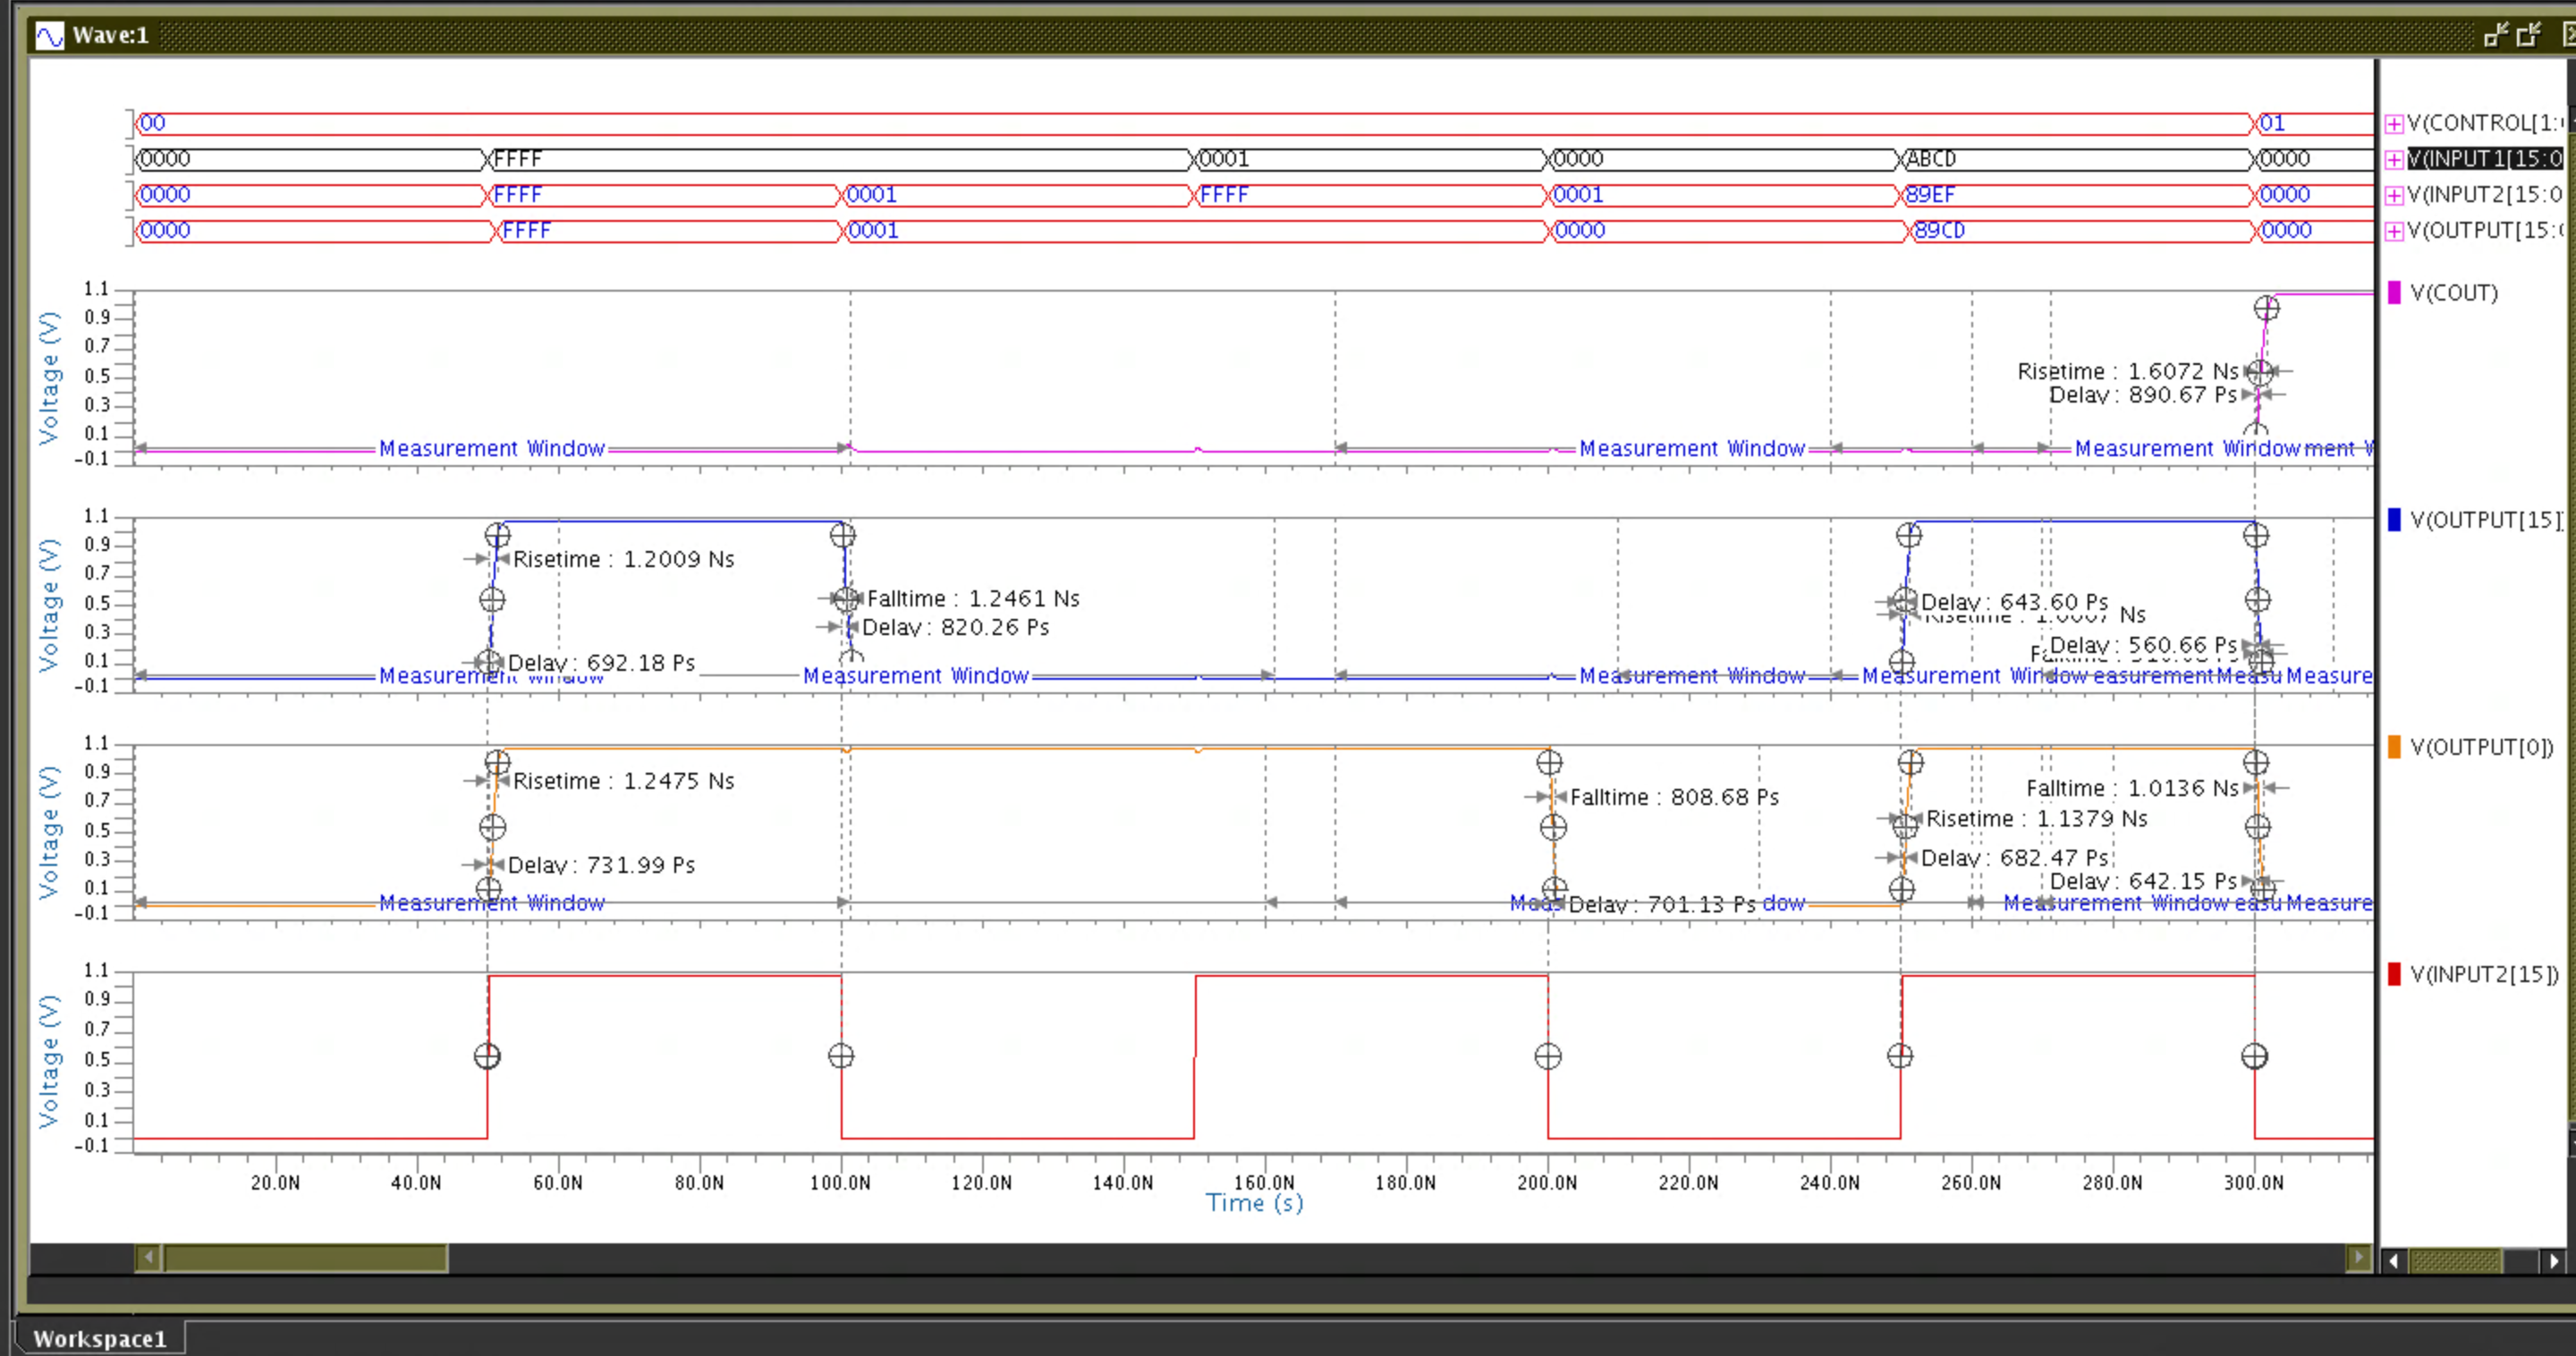 Wave:1
00 01 V(CONTROL[1:
0000 FFFF 0001 0000 ABCD 0000 V(INPUT1[15:0
0000 FFFF 0001 FFFF 0001 89EF 0000 V(INPUT2[15:0
0000 FFFF 0001 0000 89CD 0000 V(OUTPUT[15:
Voltage (V)
1.1
0.9
0.7
0.5
0.3
0.1
-0.1
V(COUT)
Risetime : 1.6072 Ns
Delay : 890.67 Ps
Measurement Window Measurement Window Measurement Window ment W
Voltage (V)
1.1
0.9
0.7
0.5
0.3
0.1
-0.1
V(OUTPUT[15]
Risetime : 1.2009 Ns
Falltime : 1.2461 Ns
Delay : 820.26 Ps
Delay : 692.18 Ps
Delay : 643.60 Ps
Risetime : Ns
Delay : 560.66 Ps
Measurement Window Measurement Window Measurement Window Measurement Window easurement Measu Measure
Voltage (V)
1.1
0.9
0.7
0.5
0.3
0.1
-0.1
V(OUTPUT[0])
Risetime : 1.2475 Ns
Falltime : 808.68 Ps
Falltime : 1.0136 Ns
Risetime : 1.1379 Ns
Delay : 731.99 Ps
Delay : 682.47 Ps
Delay : 642.15 Ps
Measurement Window Delay : 701.13 Ps dow Measurement Window easu Measure
Voltage (V)
1.1
0.9
0.7
0.5
0.3
0.1
-0.1
V(INPUT2[15])
20.0N 40.0N 60.0N 80.0N 100.0N 120.0N 140.0N 160.0N 180.0N 200.0N 220.0N 240.0N 260.0N 280.0N 300.0N
Time (s)
Workspace1